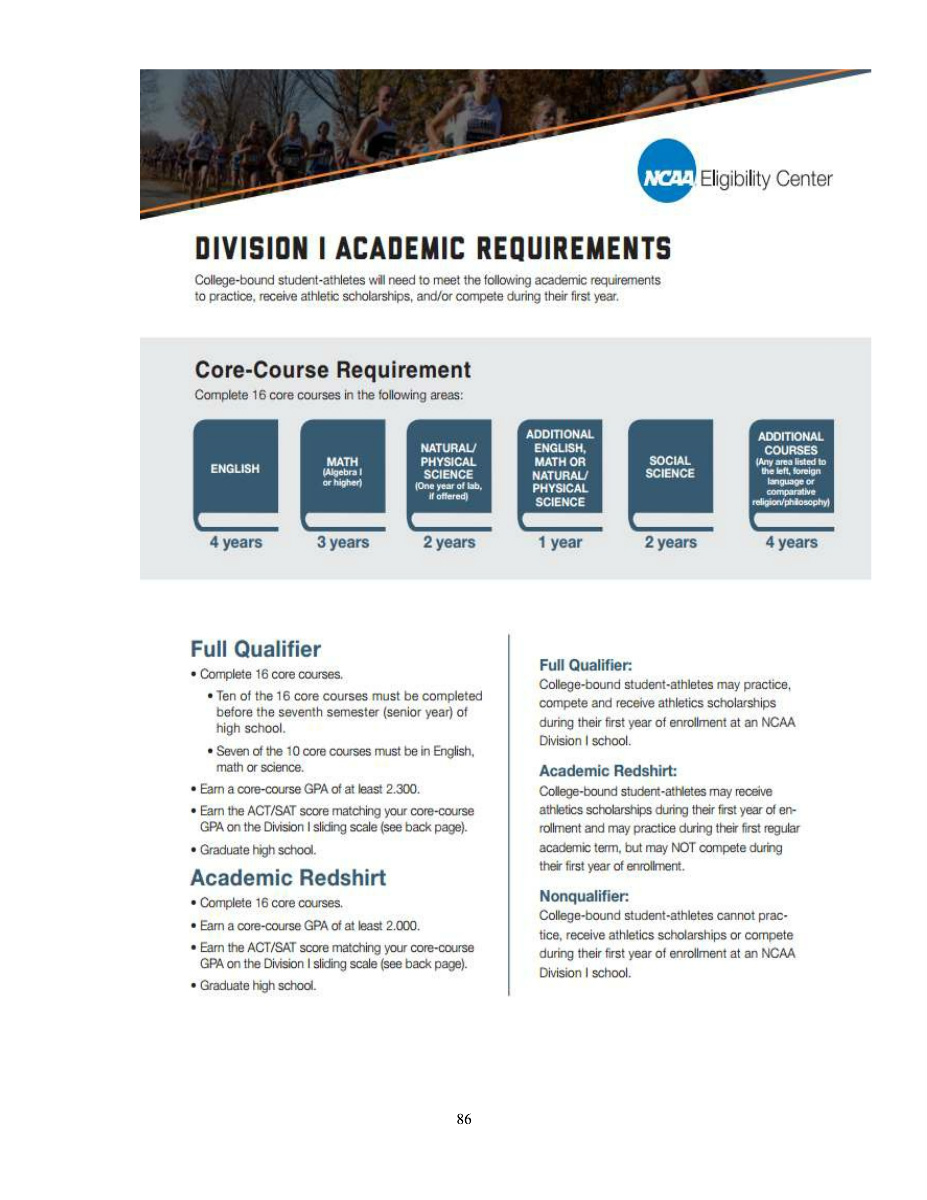 NCAA Eligibility Center
DIVISION I ACADEMIC REQUIREMENTS
College-bound student-athletes will need to meet the following academic requirements
to practice, receive athletic scholarships, and/or compete during their first year.
Core-Course Requirement
Complete 16 core courses in the following areas:
ENGLISH
4 years
MATH
(Algebra I
or higher)
3 years
NATURAL/
PHYSICAL
SCIENCE
(One year of lab,
if offered)
2 years
ADDITIONAL
ENGLISH,
MATH OR
NATURAL/
PHYSICAL
SCIENCE
1 year
SOCIAL
SCIENCE
2 years
ADDITIONAL
COURSES
(Any area listed to
the left, foreign
language or
comparative
religion/philosophy)
4 years
Full Qualifier
• Complete 16 core courses.
• Ten of the 16 core courses must be completed
before the seventh semester (senior year) of
high school.
• Seven of the 10 core courses must be in English,
math or science.
• Earn a core-course GPA of at least 2.300.
• Earn the ACT/SAT score matching your core-course
GPA on the Division I sliding scale (see back page).
• Graduate high school.
Academic Redshirt
• Complete 16 core courses.
• Earn a core-course GPA of at least 2.000.
• Earn the ACT/SAT score matching your core-course
GPA on the Division I sliding scale (see back page).
• Graduate high school.
Full Qualifier:
College-bound student-athletes may practice,
compete and receive athletics scholarships
during their first year of enrollment at an NCAA
Division I school.
Academic Redshirt:
College-bound student-athletes may receive
athletics scholarships during their first year of en-
rollment and may practice during their first regular
academic term, but may NOT compete during
their first year of enrollment.
Nonqualifier:
College-bound student-athletes cannot prac-
tice, receive athletics scholarships or compete
during their first year of enrollment at an NCAA
Division I school.
86